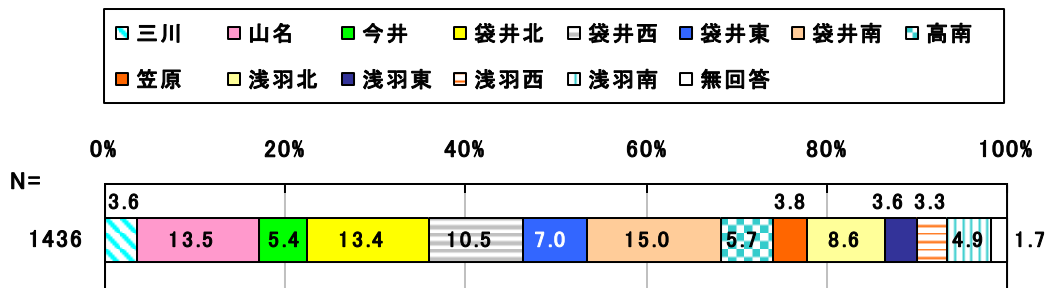 三川 山名 今井 袋井北 袋井西 袋井東 袋井南 高南
笠原 浅羽北 浅羽東 浅羽西 浅羽南 無回答
0% 20% 40% 60% 80% 100%
N=
3.6 3.8 3.6 3.3
1436 13.5 5.4 13.4 10.5 7.0 15.0 5.7 8.6 4.9 1.7